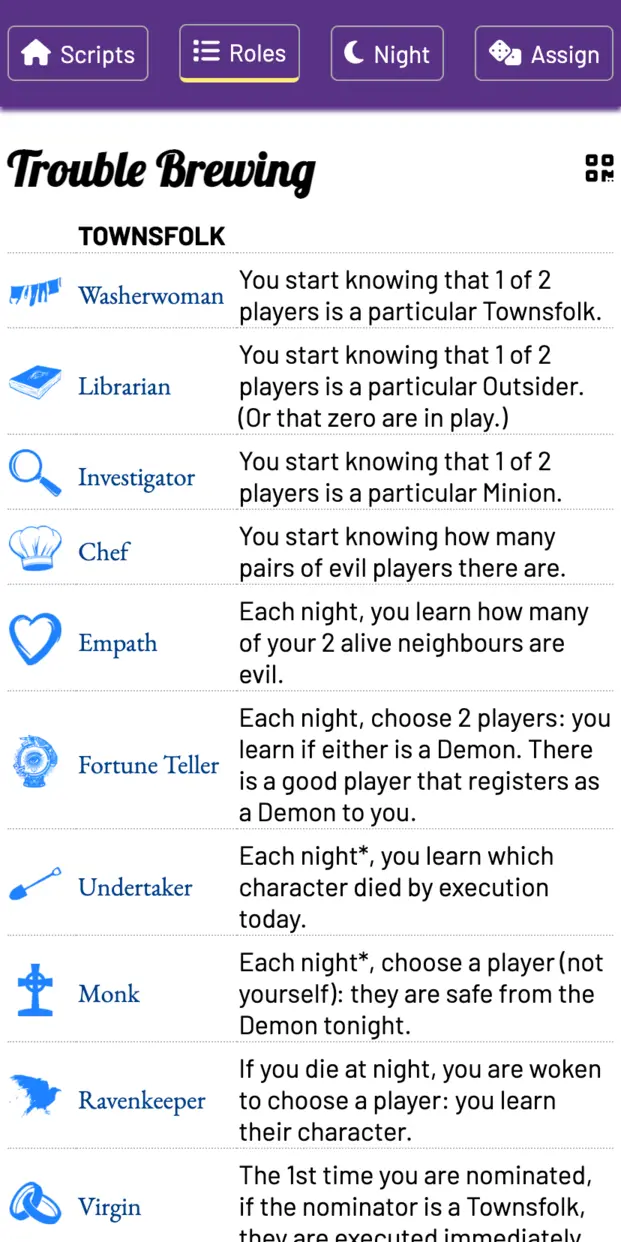 Scripts Roles Night Assign
Trouble Brewing
TOWNSFOLK
Washerwoman
You start knowing that 1 of 2
players is a particular Townsfolk.
Librarian
You start knowing that 1 of 2
players is a particular Outsider.
(Or that zero are in play.)
Investigator
You start knowing that 1 of 2
players is a particular Minion.
Chef
You start knowing how many
pairs of evil players there are.
Empath
Each night, you learn how many
of your 2 alive neighbours are
evil.
Fortune Teller
Each night, choose 2 players: you
learn if either is a Demon. There
is a good player that registers as
a Demon to you.
Undertaker
Each night*, you learn which
character died by execution
today.
Monk
Each night*, choose a player (not
yourself): they are safe from the
Demon tonight.
Ravenkeeper
If you die at night, you are woken
to choose a player: you learn
their character.
Virgin
The 1st time you are nominated,
if the nominator is a Townsfolk,
they are executed immediately